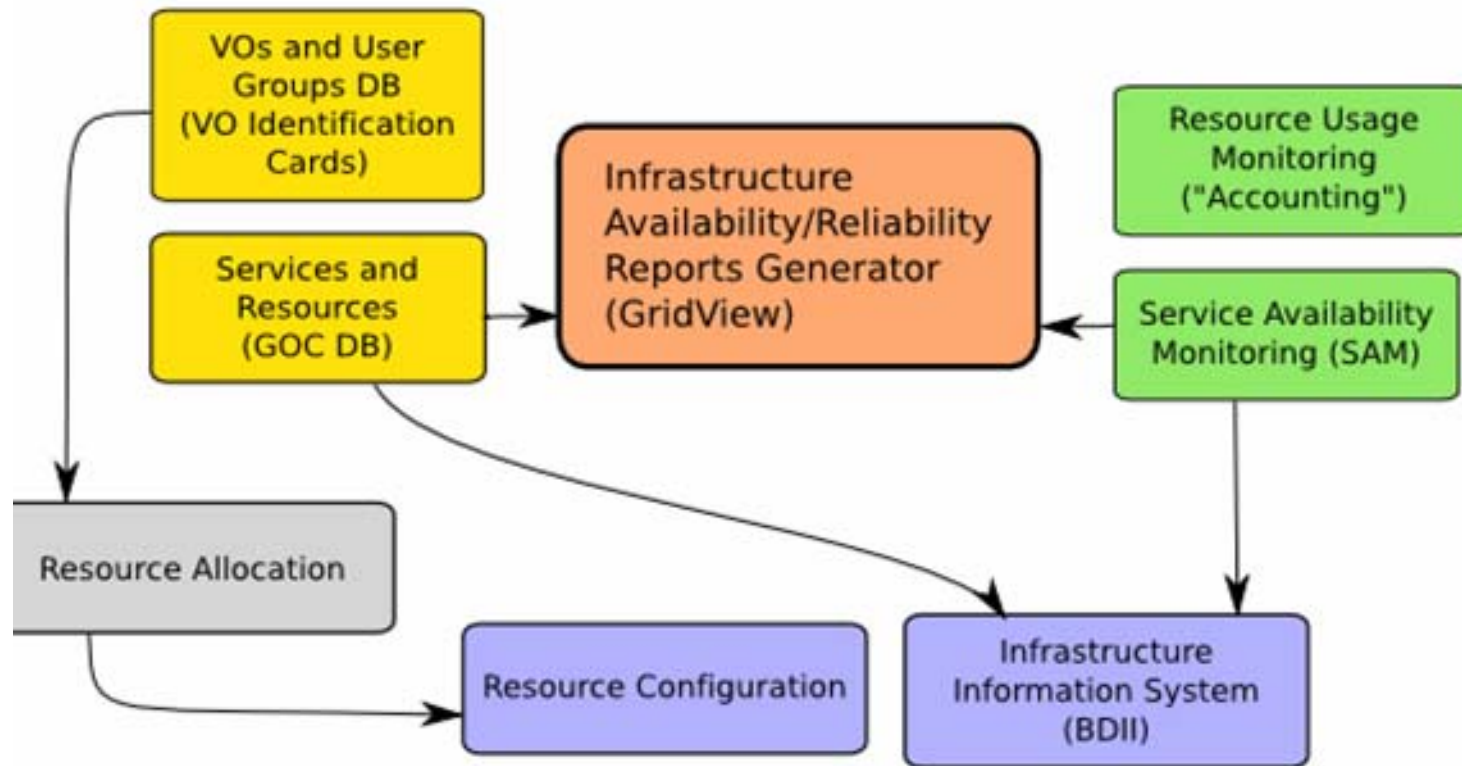 VOs and User
Groups DB
(VO Identification
Cards)
Services and
Resources
(GOC DB)
Infrastructure
Availability/Reliability
Reports Generator
(GridView)
Resource Usage
Monitoring
("Accounting")
Service Availability
Monitoring (SAM)
Resource Allocation
Resource Configuration
Infrastructure
Information System
(BDII)